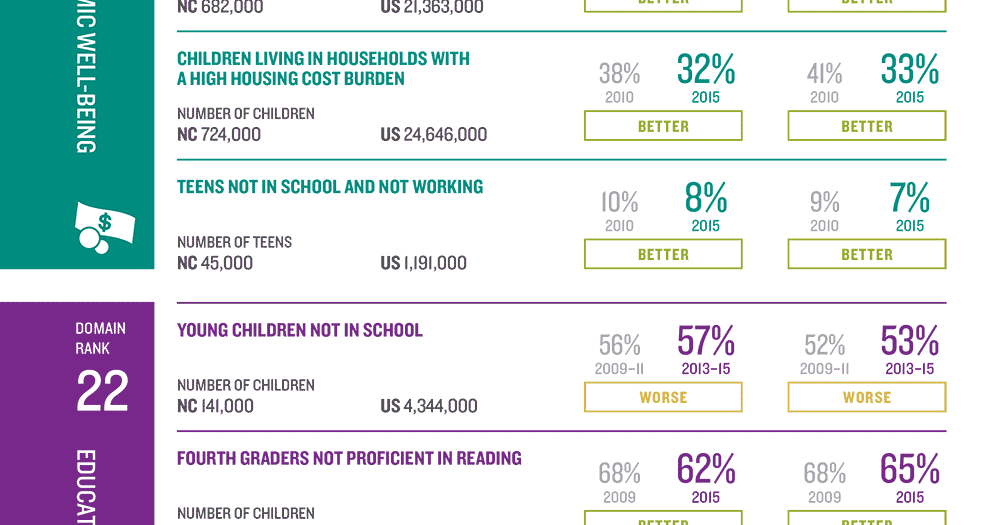 NC 682,000
US 21,363,000
BETTER
BETTER
MIC WELL-BEING
CHILDREN LIVING IN HOUSEHOLDS WITH
A HIGH HOUSING COST BURDEN
38% 32% 41% 33%
2010 2015 2010 2015
NUMBER OF CHILDREN
NC 724,000
US 24,646,000
BETTER
BETTER
$
TEENS NOT IN SCHOOL AND NOT WORKING
10% 8% 9% 7%
2010 2015 2010 2015
NUMBER OF TEENS
NC 45,000
US 1,191,000
BETTER
BETTER
DOMAIN
RANK
22
EDUCAT
YOUNG CHILDREN NOT IN SCHOOL
56% 57% 52% 53%
2009–11 2013–15 2009–11 2013–15
NUMBER OF CHILDREN
NC 141,000
US 4,344,000
WORSE
WORSE
FOURTH GRADERS NOT PROFICIENT IN READING
68% 62% 68% 65%
2009 2015 2009 2015
NUMBER OF CHILDREN
BETTER
BETTER